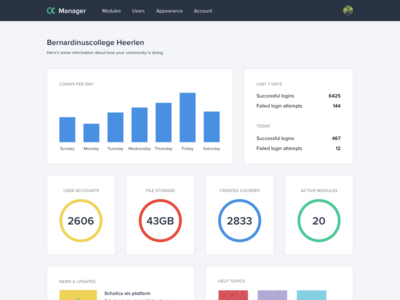 Manager
Modules
Users
Appearance
Account
Bernardinuscollege Heerlen
Here's some information about how your community is doing.
LOGINS PER DAY
Sunday
Monday
Tuesday
Wednesday
Thursday
Friday
Saturday
LAST 7 DAYS
Successful logins 6425
Failed login attempts 144
TODAY
Successful logins 467
Failed login attempts 12
USER ACCOUNTS
2606
FILE STORAGE
43GB
CREATED COURSES
2833
ACTIVE MODULES
20
NEWS & UPDATES
Scholica als platform
HELP TOPICS